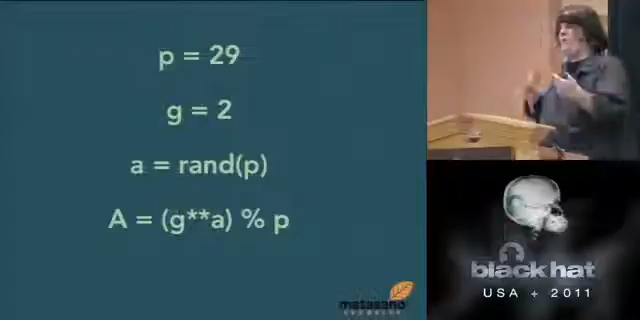 p = 29
g = 2
a = rand(p)
A = (g**a) % p
matasano
black hat
USA + 2011